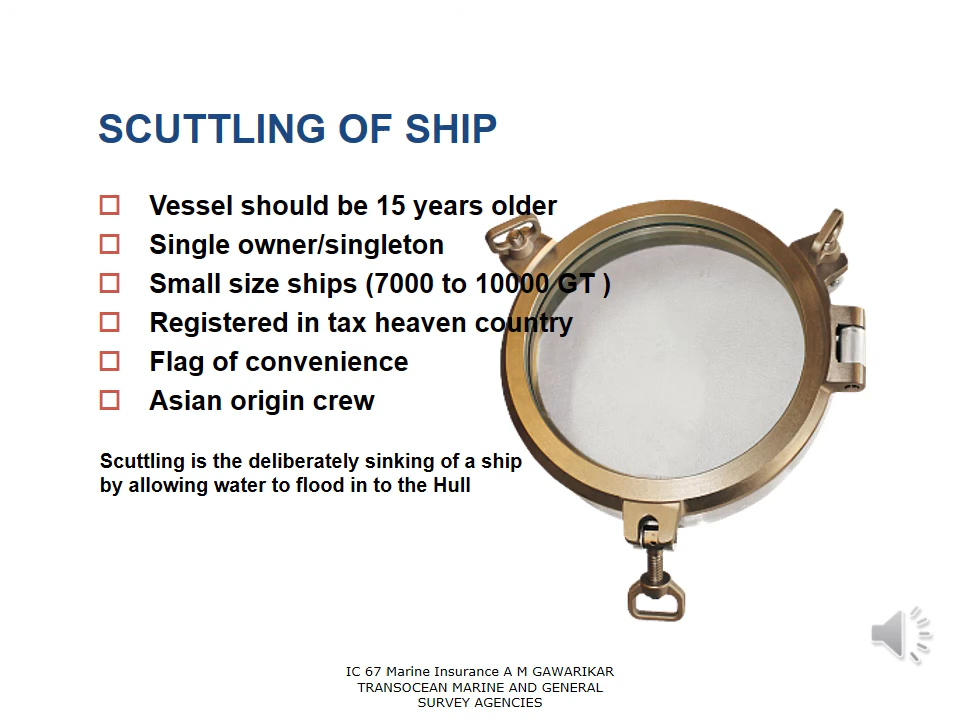 SCUTTLING OF SHIP
Vessel should be 15 years older
Single owner/singleton
Small size ships (7000 to 10000 GT )
Registered in tax heaven country
Flag of convenience
Asian origin crew
Scuttling is the deliberately sinking of a ship
by allowing water to flood in to the Hull
IC 67 Marine Insurance A M GAWARIKAR
TRANSOCEAN MARINE AND GENERAL
SURVEY AGENCIES